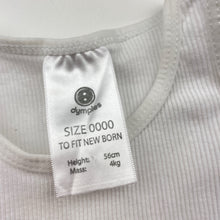 dymples
SIZE 0000
TO FIT NEW BORN
Height: 56cm
Mass: 4kg